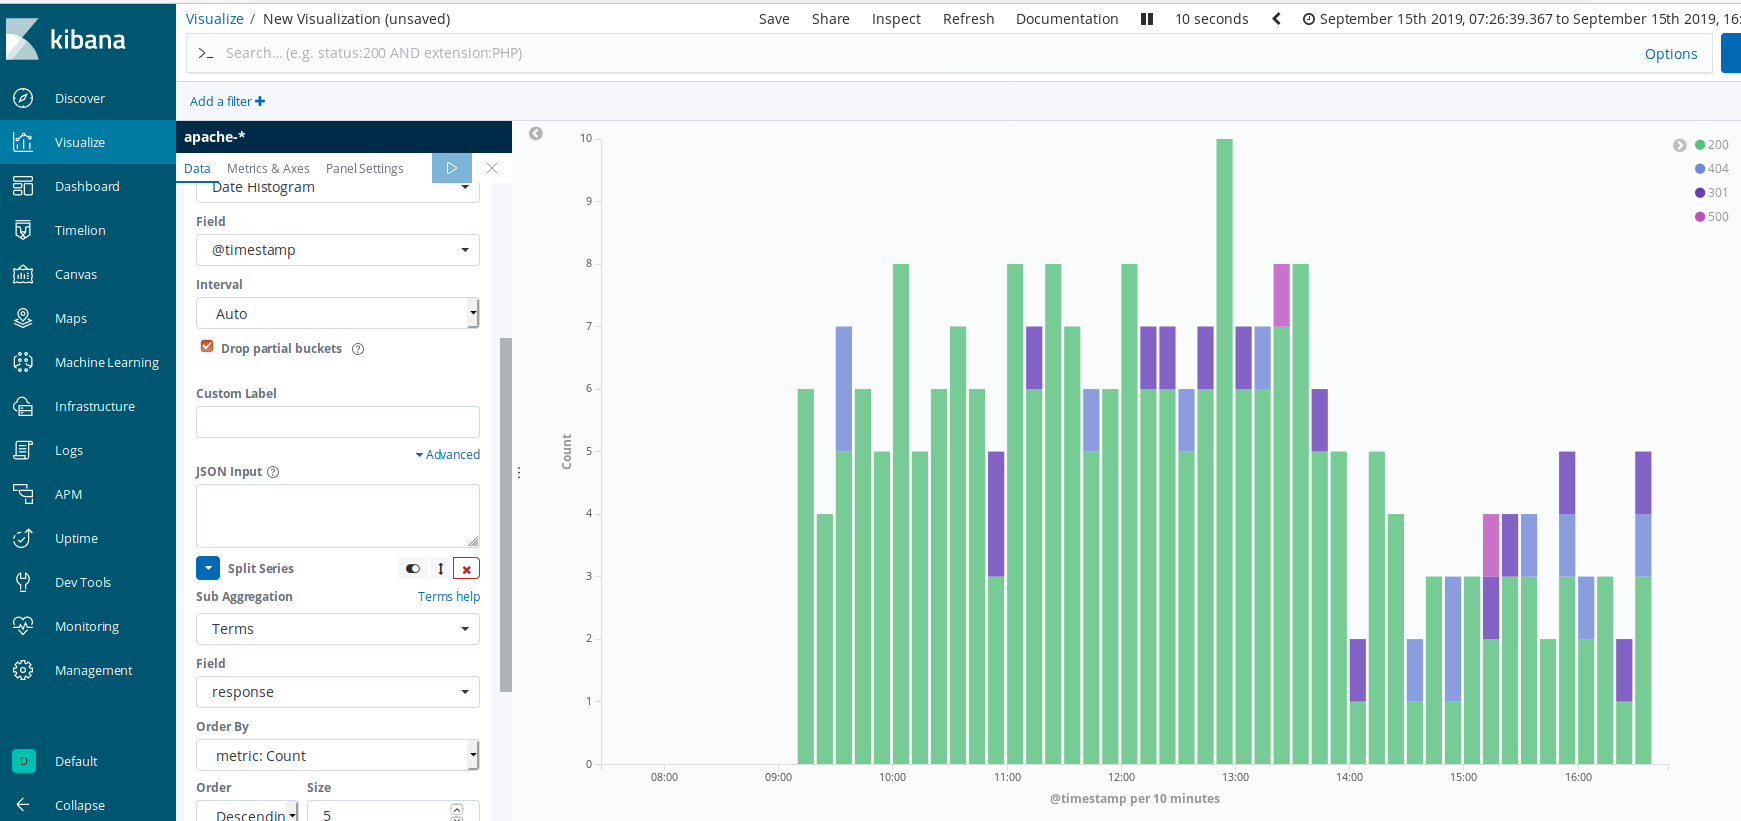 kibana
Discover
Visualize
Dashboard
Timelion
Canvas
Maps
Machine Learning
Infrastructure
Logs
APM
Uptime
Dev Tools
Monitoring
Management
D Default
Collapse
Visualize / New Visualization (unsaved)
Save Share Inspect Refresh Documentation 10 seconds September 15th 2019, 07:26:39.367 to September 15th 2019, 16:
>_ Search... (e.g. status:200 AND extension:PHP) Options
Add a filter +
apache-*
Data Metrics & Axes Panel Settings
Date Histogram
Field
@timestamp
Interval
Auto
Drop partial buckets
Custom Label
Advanced
JSON Input
Split Series
Sub Aggregation Terms help
Terms
Field
response
Order By
metric: Count
Order Size
Descendin 5
Count
10
9
8
7
6
5
4
3
2
1
0
08:00 09:00 10:00 11:00 12:00 13:00 14:00 15:00 16:00
@timestamp per 10 minutes
200
404
301
500